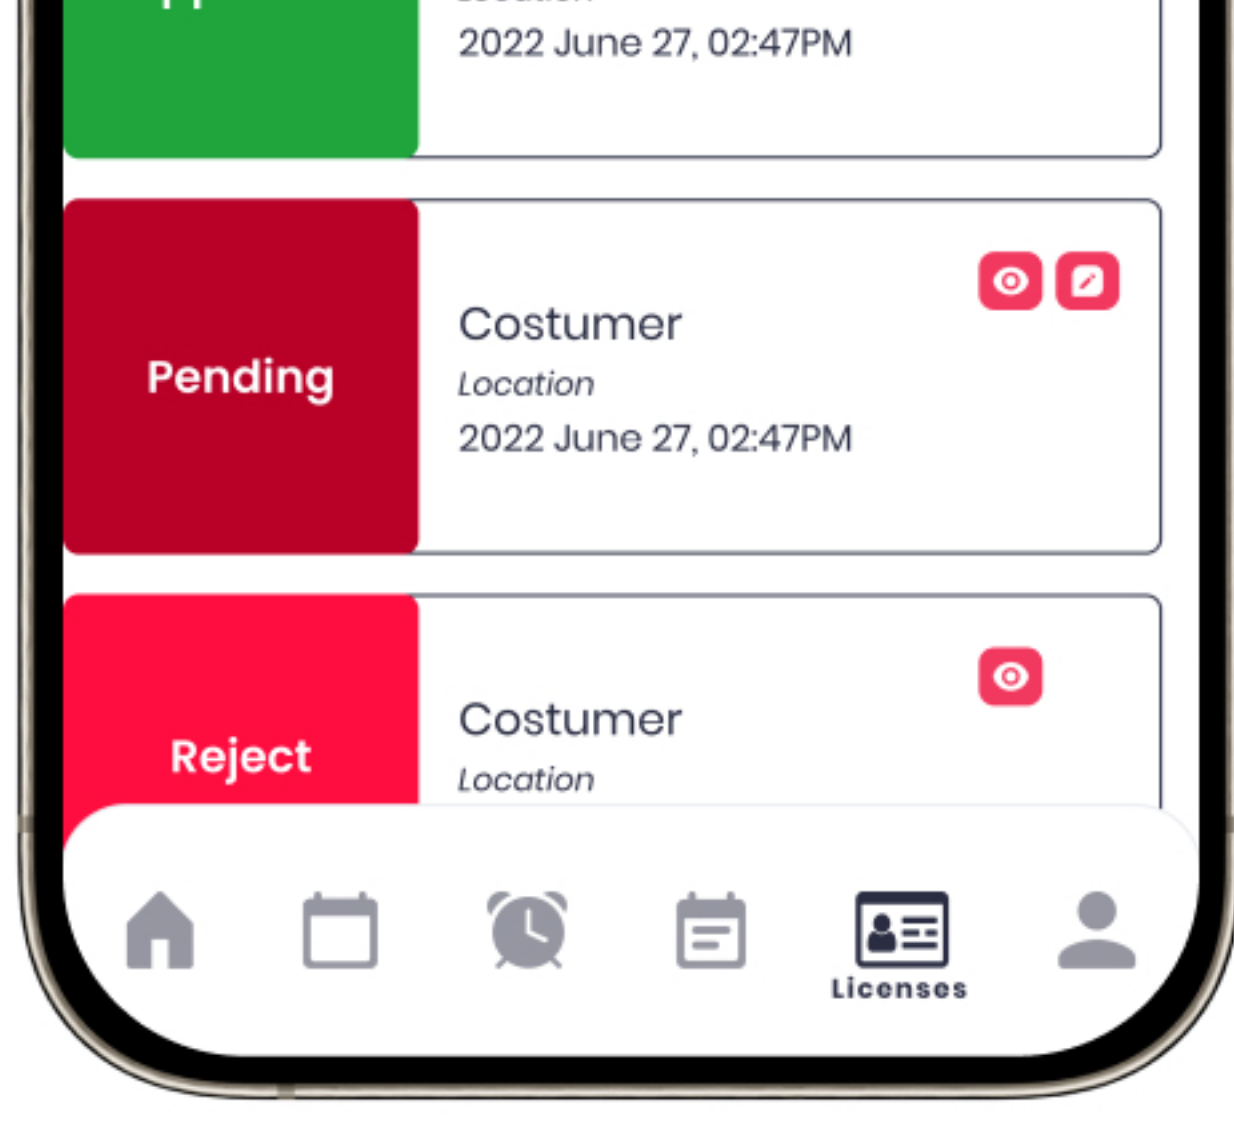 2022 June 27, 02:47PM
Pending
Costumer
Location
2022 June 27, 02:47PM
Reject
Costumer
Location
Licenses